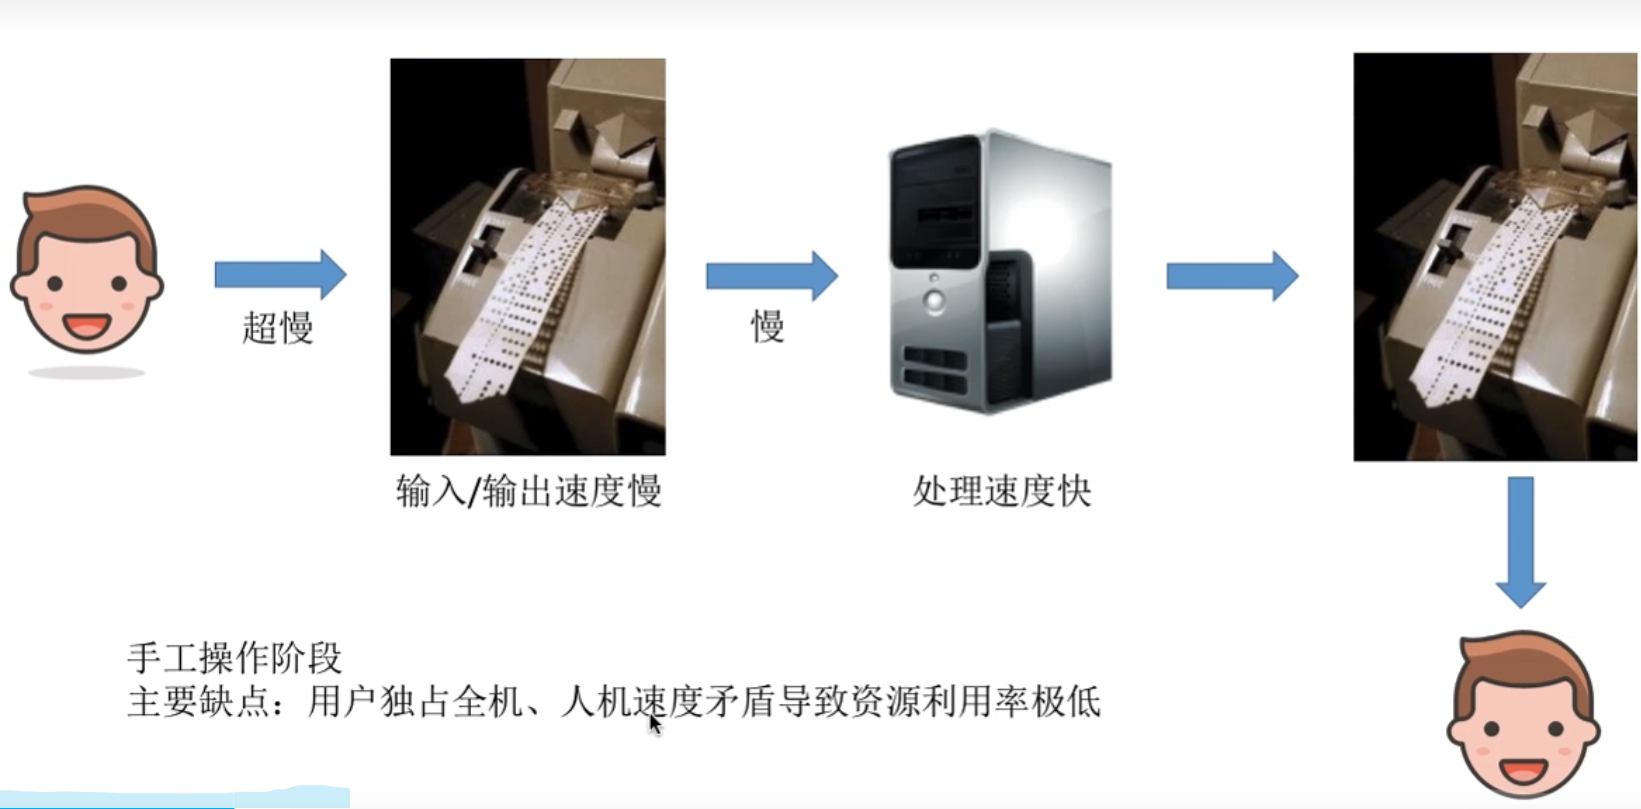 超慢
慢
输入/输出速度慢
处理速度快
手工操作阶段
主要缺点：用户独占全机、人机速度矛盾导致资源利用率极低